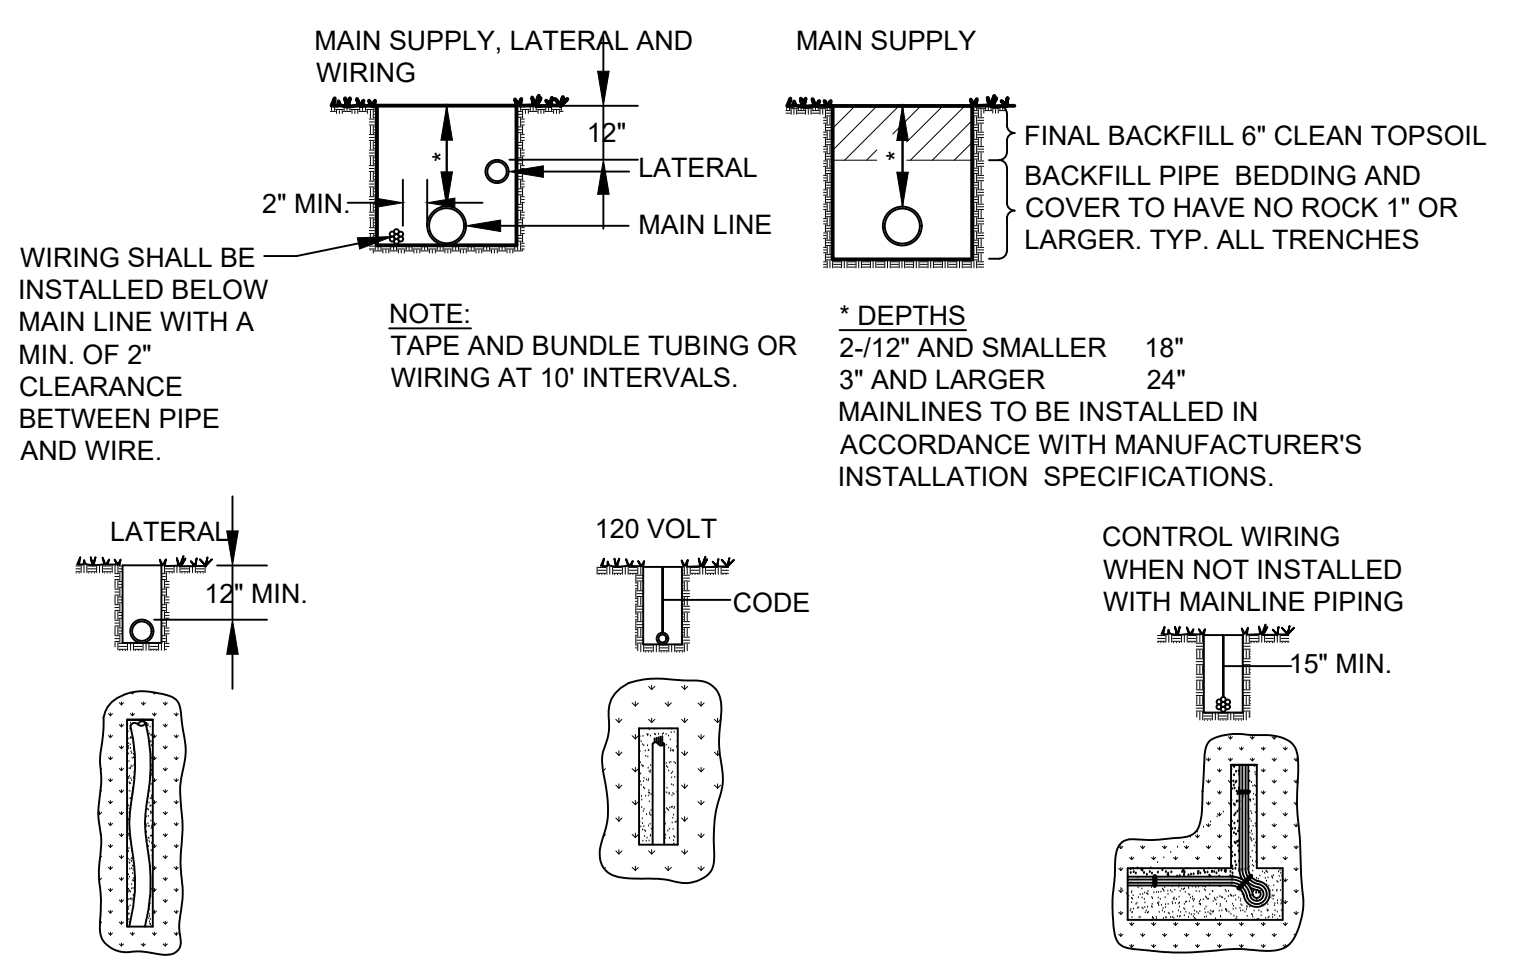 MAIN SUPPLY, LATERAL AND
WIRING
12"
*
LATERAL
2" MIN.
MAIN LINE
WIRING SHALL BE
INSTALLED BELOW
MAIN LINE WITH A
MIN. OF 2"
CLEARANCE
BETWEEN PIPE
AND WIRE.
NOTE:
TAPE AND BUNDLE TUBING OR
WIRING AT 10' INTERVALS.
MAIN SUPPLY
*
FINAL BACKFILL 6" CLEAN TOPSOIL
BACKFILL PIPE BEDDING AND
COVER TO HAVE NO ROCK 1" OR
LARGER. TYP. ALL TRENCHES
* DEPTHS
2-/12" AND SMALLER 18"
3" AND LARGER 24"
MAINLINES TO BE INSTALLED IN
ACCORDANCE WITH MANUFACTURER'S
INSTALLATION SPECIFICATIONS.
LATERAL
12" MIN.
120 VOLT
CODE
CONTROL WIRING
WHEN NOT INSTALLED
WITH MAINLINE PIPING
15" MIN.